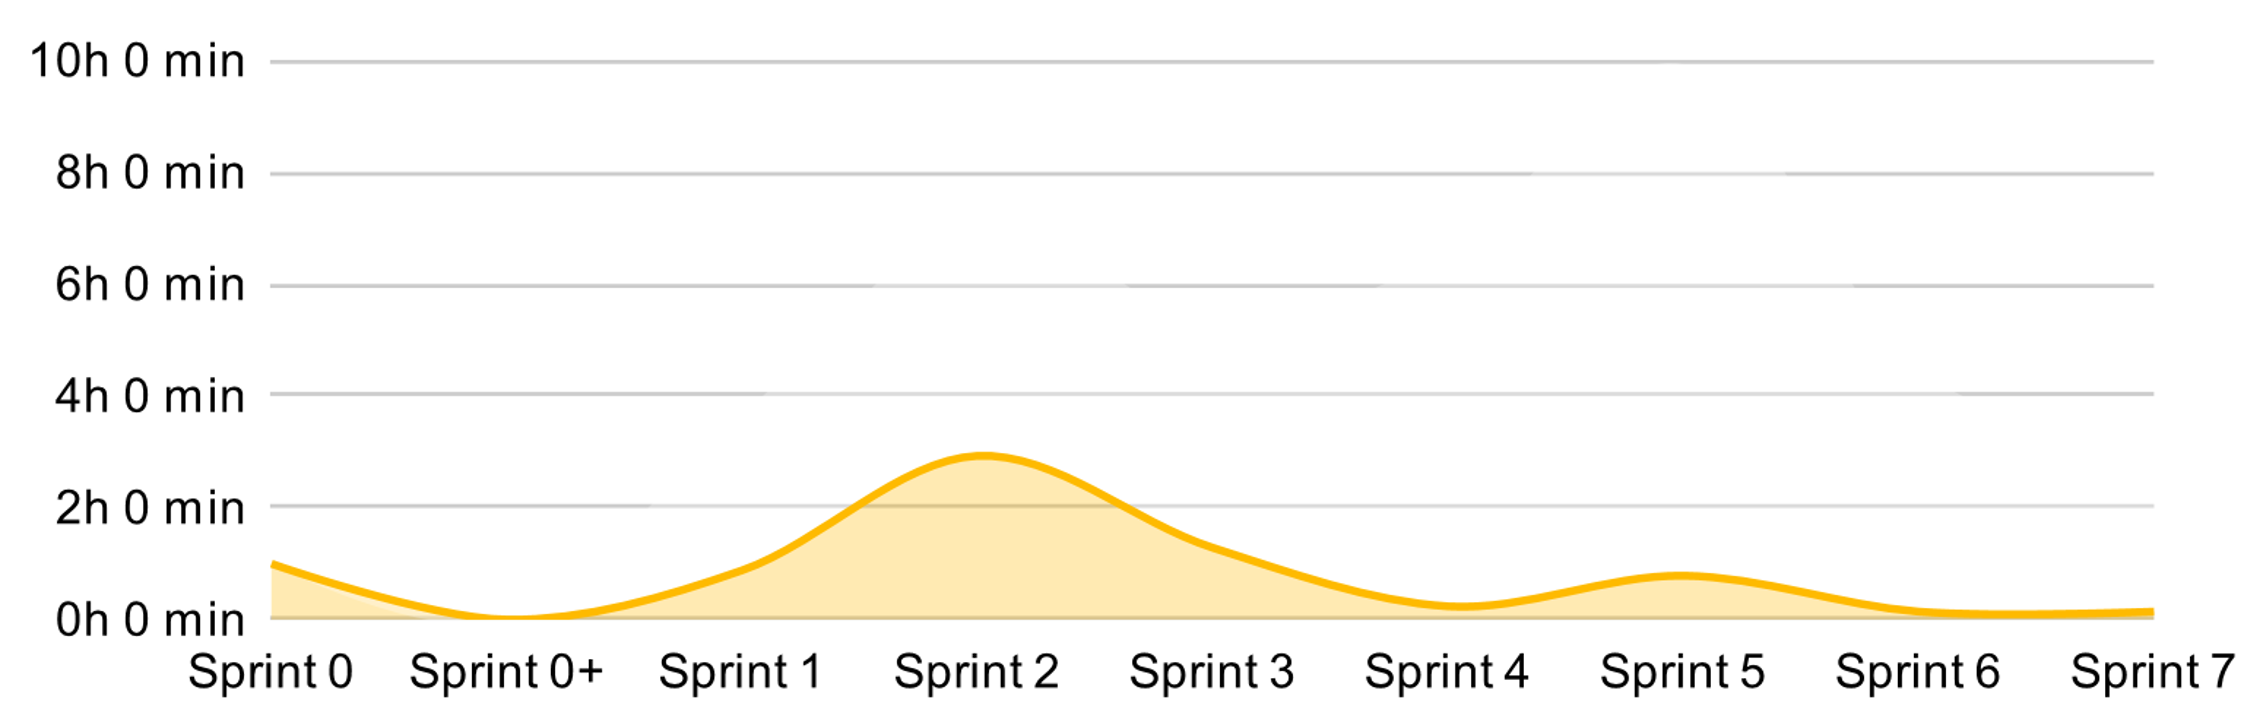 10h 0 min
8h 0 min
6h 0 min
4h 0 min
2h 0 min
0h 0 min
Sprint 0 Sprint 0+ Sprint 1 Sprint 2 Sprint 3 Sprint 4 Sprint 5 Sprint 6 Sprint 7